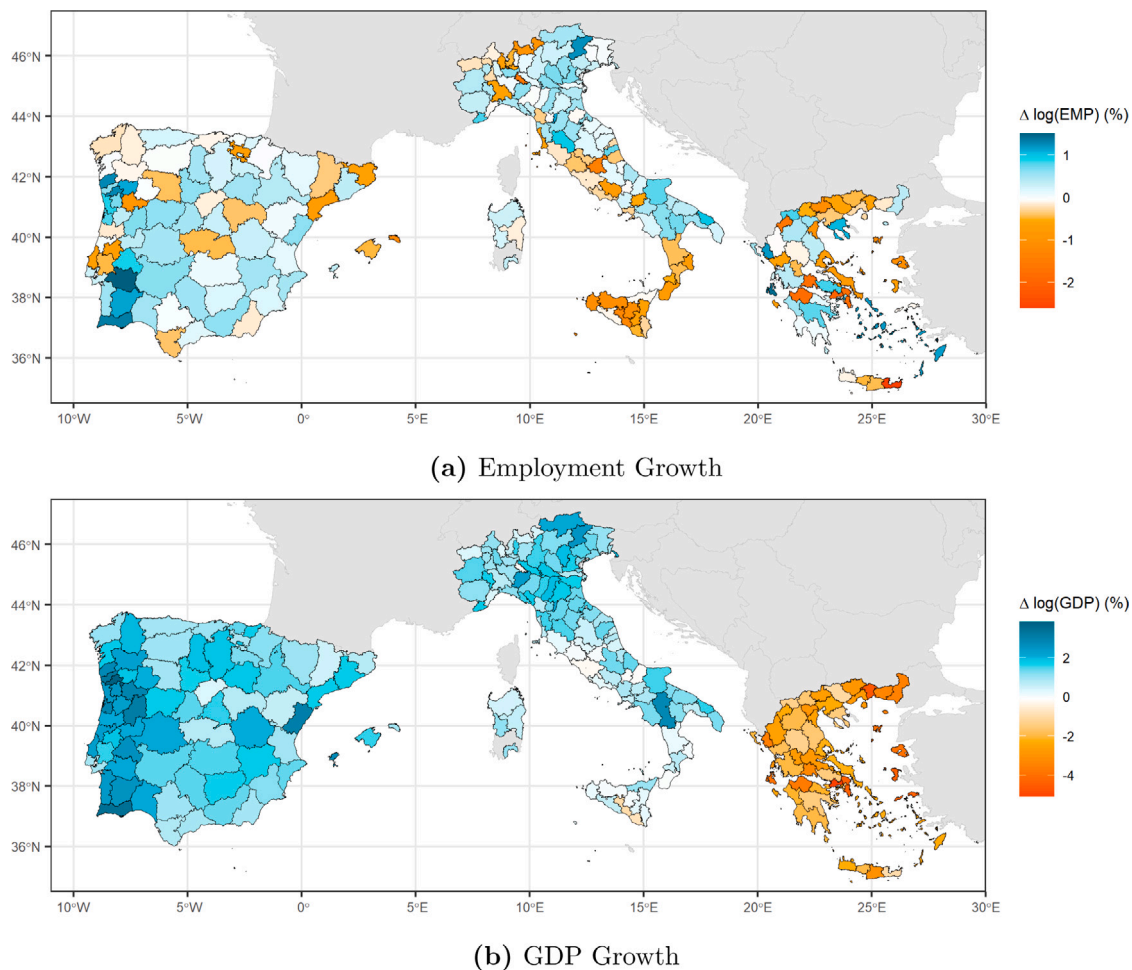 46°N
44°N
42°N
40°N
38°N
36°N
10°W
5°W
0°
5°E
10°E
15°E
20°E
25°E
30°E
Δ log(EMP) (%)
1
0
-1
-2
(a) Employment Growth
46°N
44°N
42°N
40°N
38°N
36°N
10°W
5°W
0°
5°E
10°E
15°E
20°E
25°E
30°E
Δ log(GDP) (%)
2
0
-2
-4
(b) GDP Growth